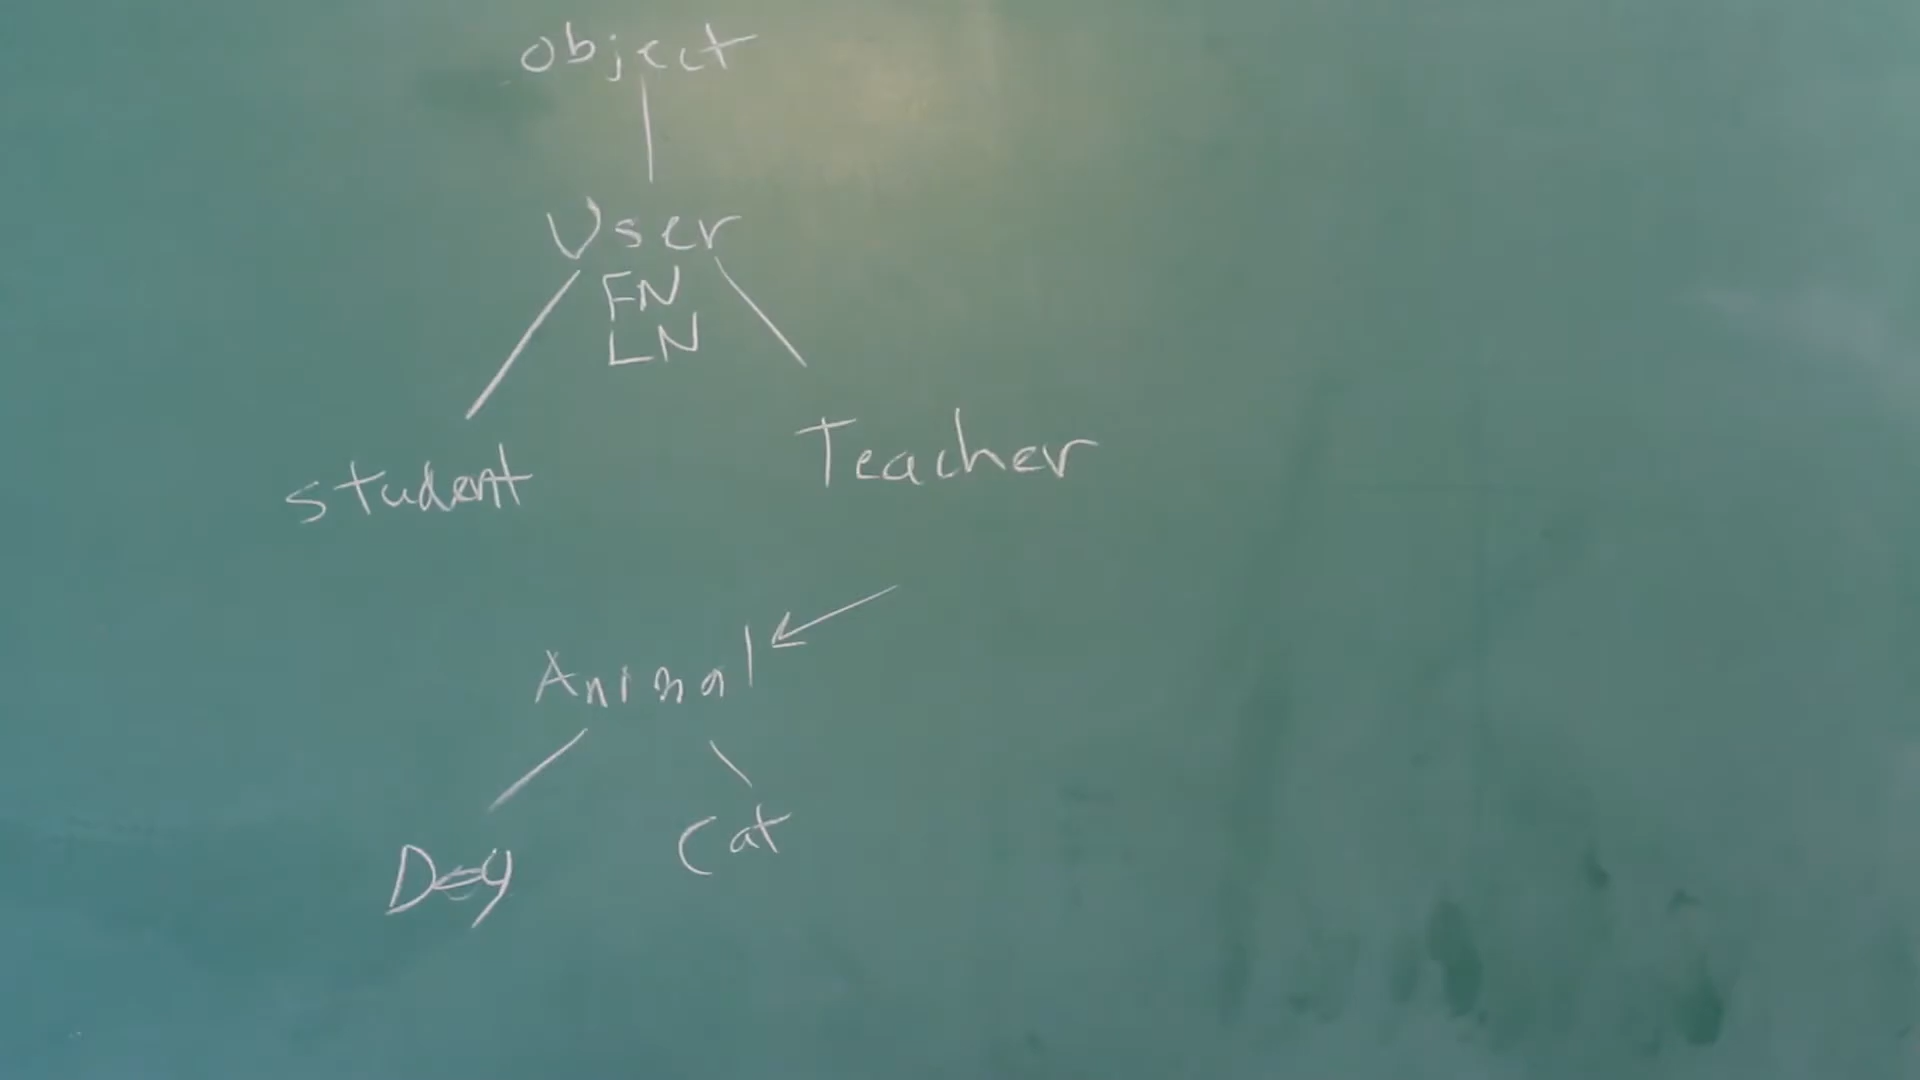 object
User
FN
LN
student
Teacher
Animal
Dog
Cat